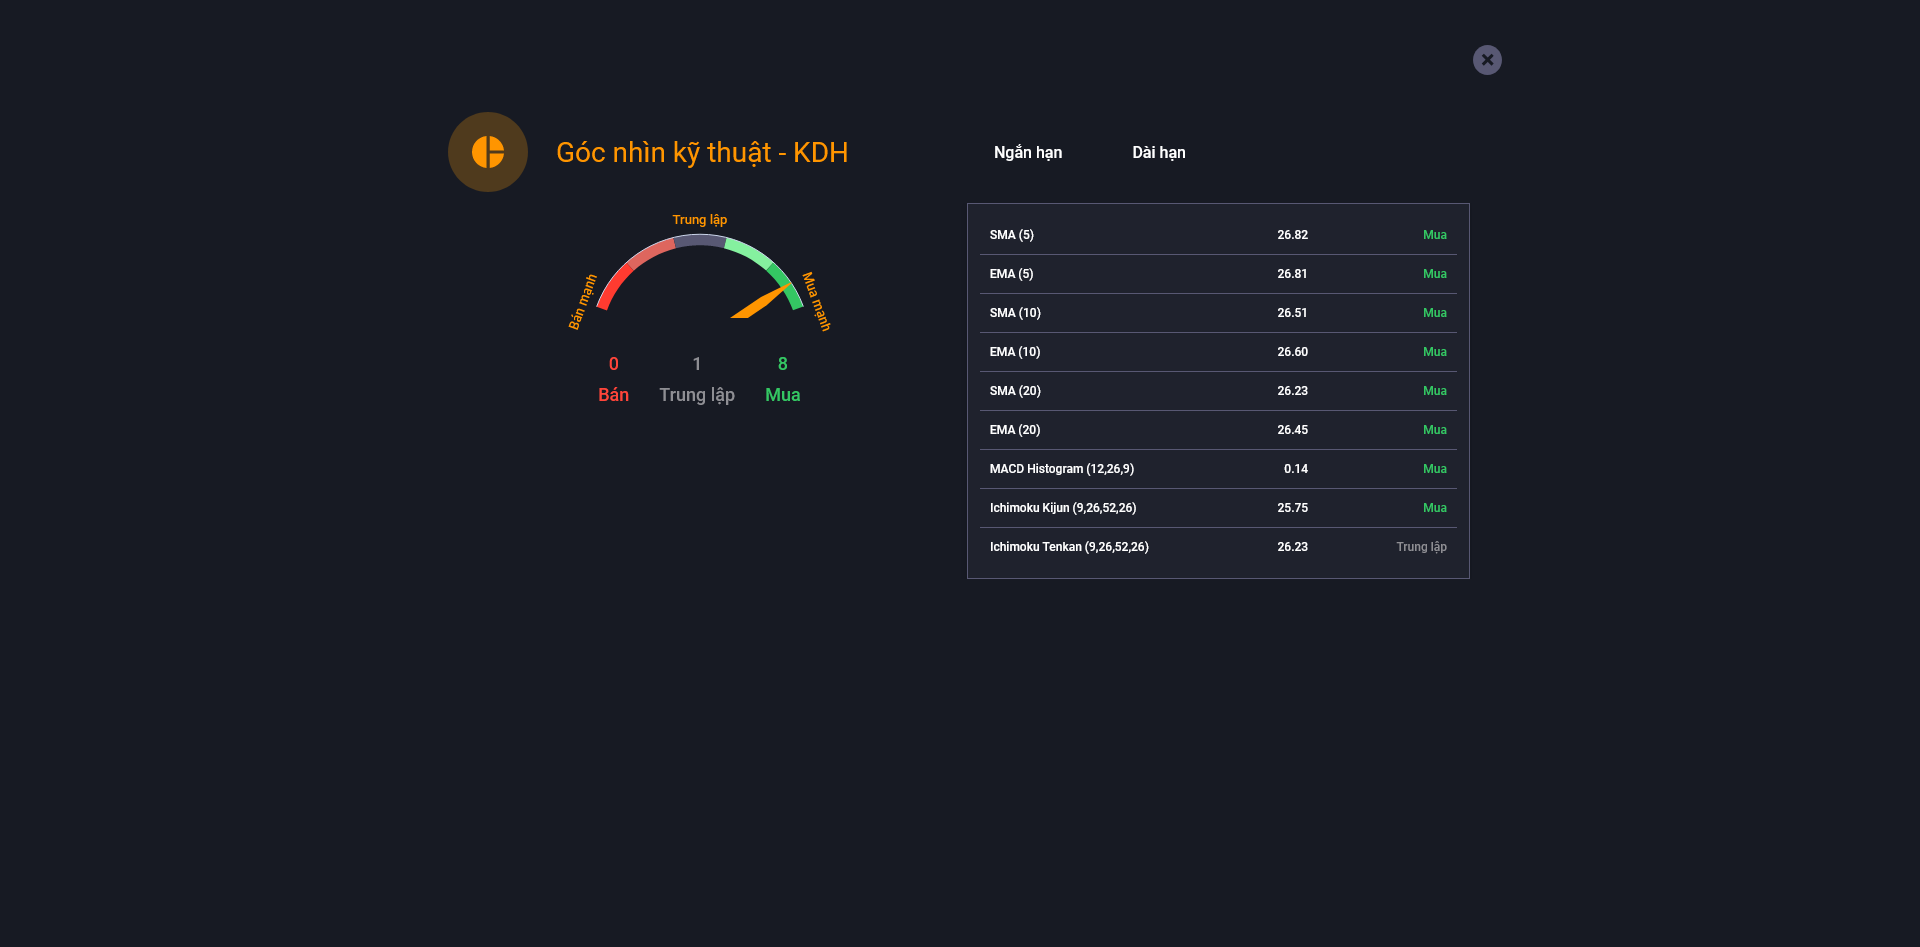 Góc nhìn kỹ thuật - KDH
Ngắn hạn
Dài hạn
Trung lập
Bán mạnh
Mua mạnh
0
1
8
Bán
Trung lập
Mua
SMA (5) 26.82 Mua
EMA (5) 26.81 Mua
SMA (10) 26.51 Mua
EMA (10) 26.60 Mua
SMA (20) 26.23 Mua
EMA (20) 26.45 Mua
MACD Histogram (12,26,9) 0.14 Mua
Ichimoku Kijun (9,26,52,26) 25.75 Mua
Ichimoku Tenkan (9,26,52,26) 26.23 Trung lập